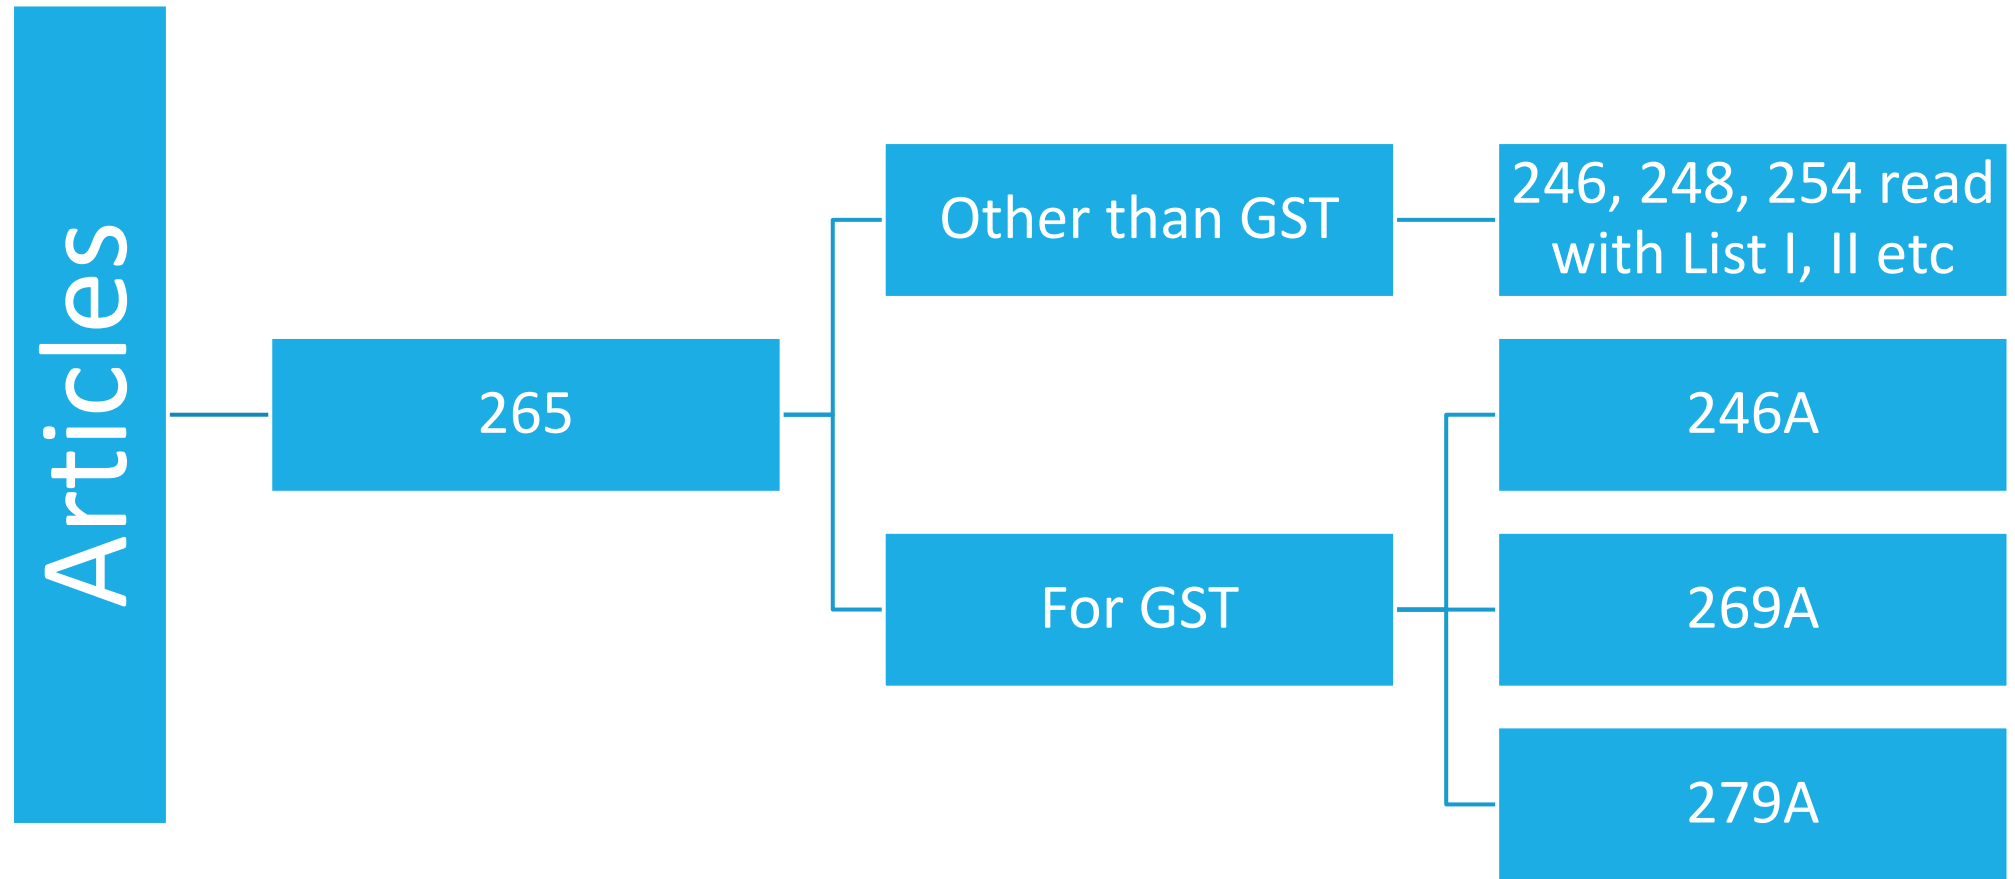 Articles
265
Other than GST
246, 248, 254 read
with List I, II etc
For GST
246A
269A
279A